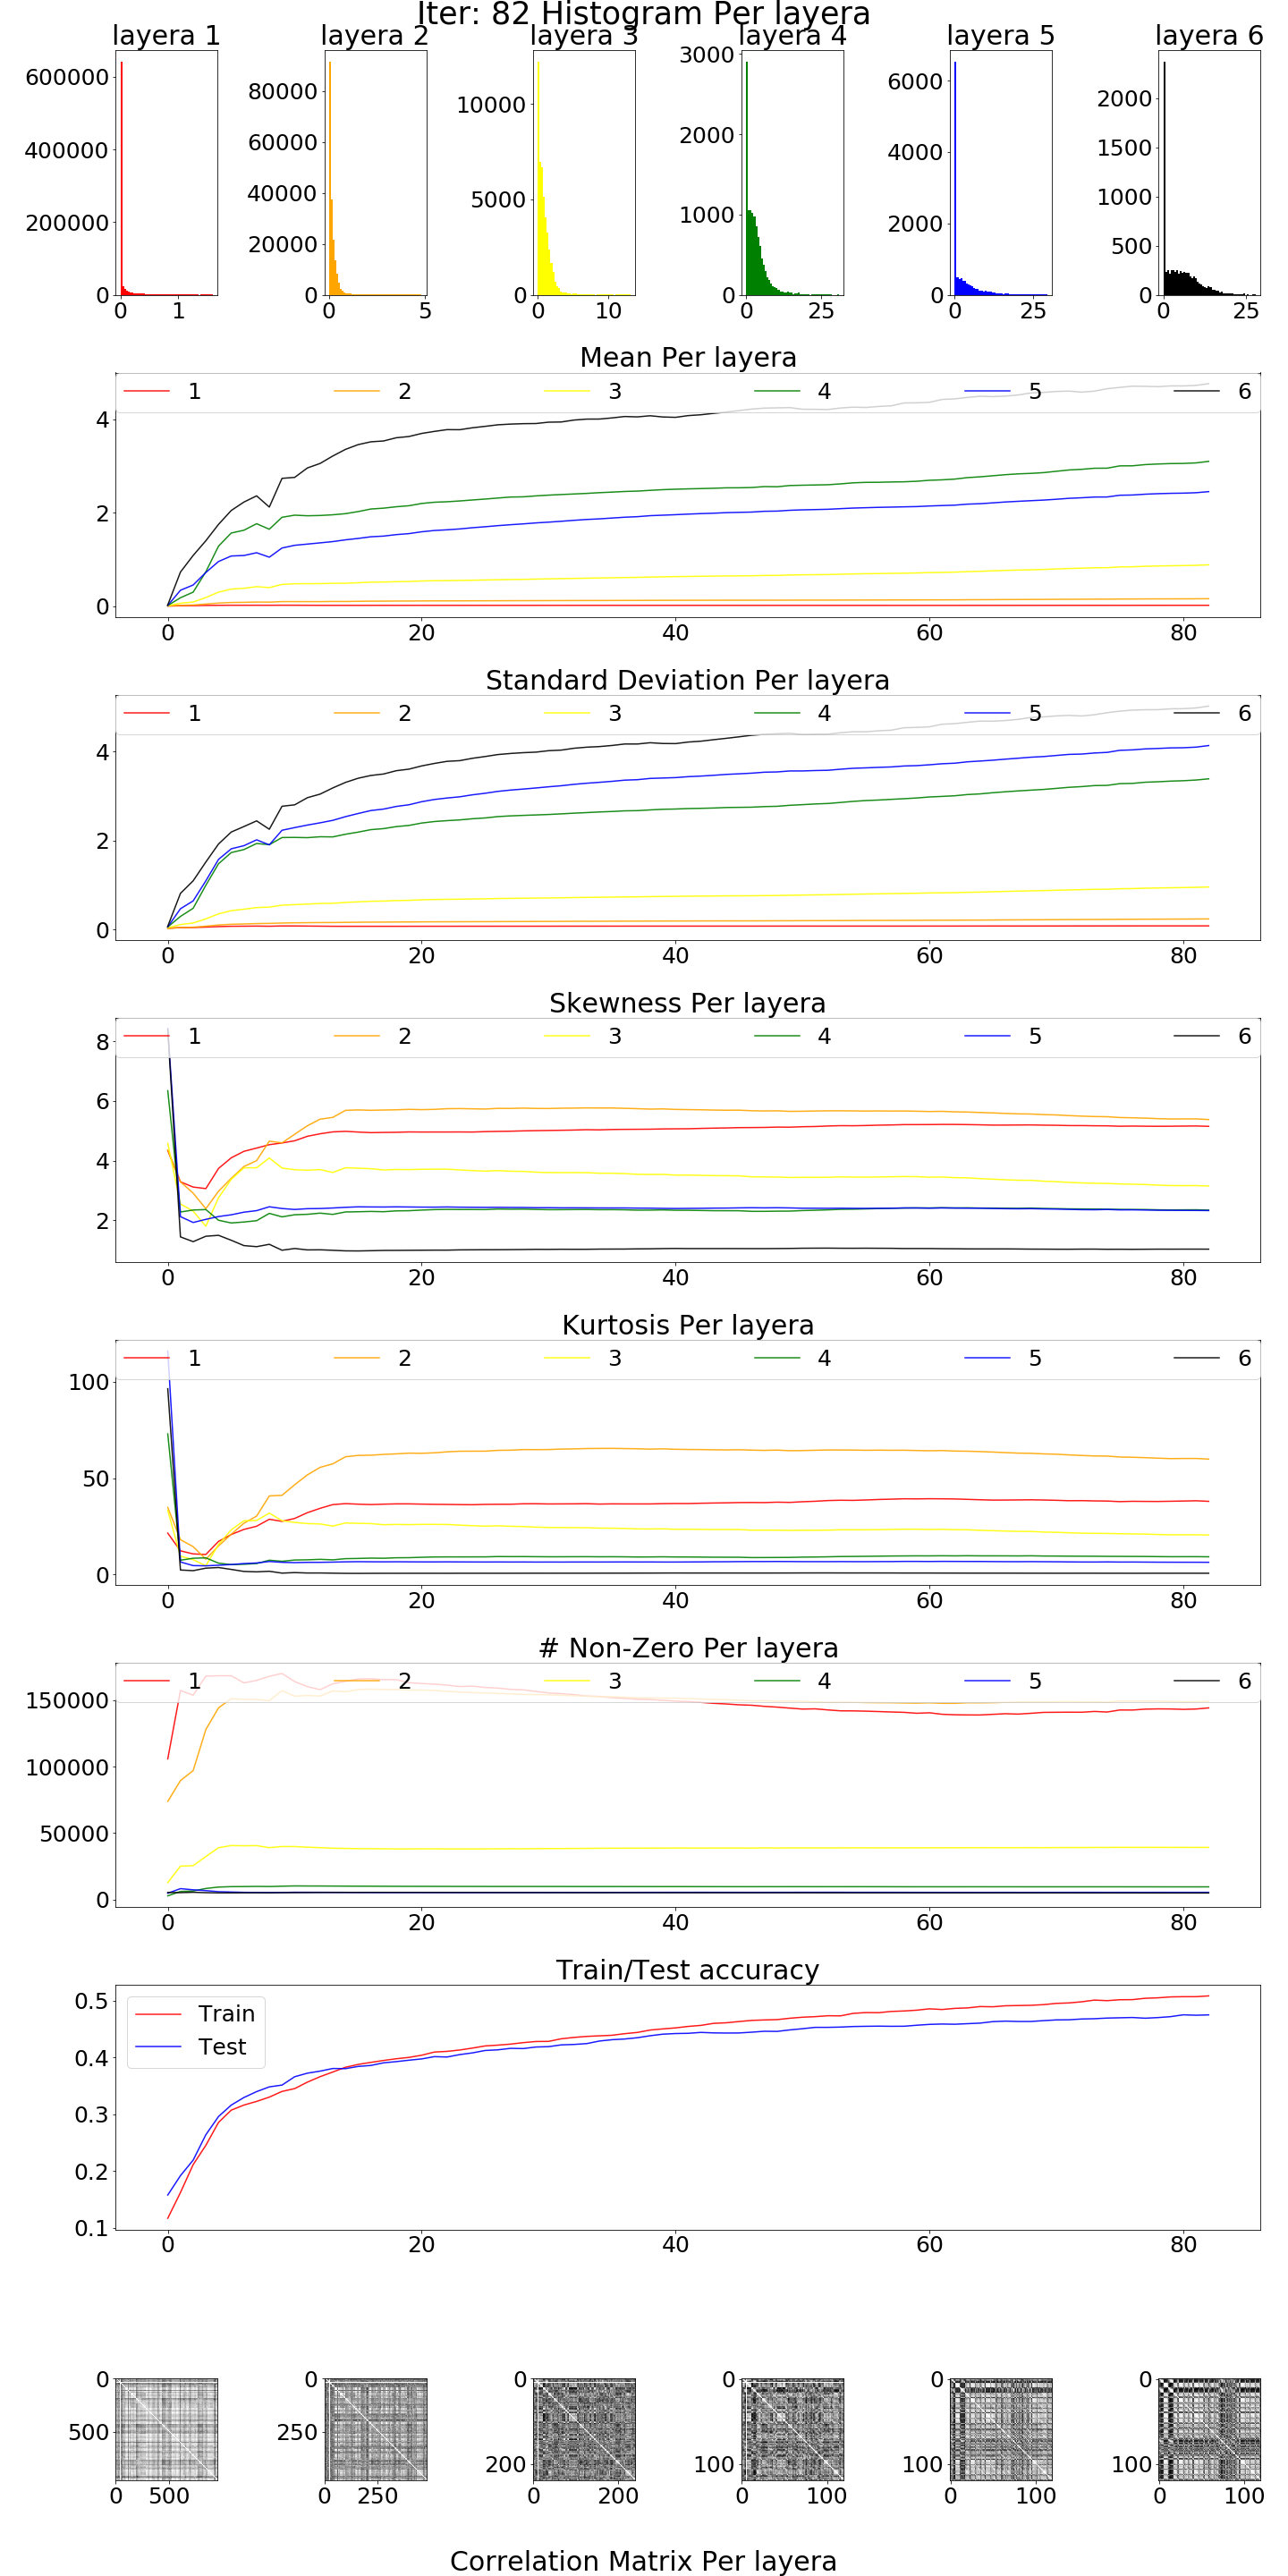 Iter: 82 Histogram Per layera
layera 1 layera 2 layera 3 layera 4 layera 5 layera 6
600000 400000 200000 0
0 1
80000 60000 40000 20000 0
0 5
10000 5000 0
0 10
3000 2000 1000 0
0 25
6000 4000 2000 0
0 25
2000 1500 1000 500 0
0 25
Mean Per layera
1 2 3 4 5 6
4
2
0
0 20 40 60 80
Standard Deviation Per layera
1 2 3 4 5 6
4
2
0
0 20 40 60 80
Skewness Per layera
1 2 3 4 5 6
8
6
4
2
0 20 40 60 80
Kurtosis Per layera
1 2 3 4 5 6
100
50
0
0 20 40 60 80
# Non-Zero Per layera
1 2 3 4 5 6
150000
100000
50000
0
0 20 40 60 80
Train/Test accuracy
Train
Test
0.5
0.4
0.3
0.2
0.1
0 20 40 60 80
0 500
0 500
0 250
0 250
0 200
0 200
0 100
0 100
0 100
0 100
0 100
0 100
Correlation Matrix Per layera